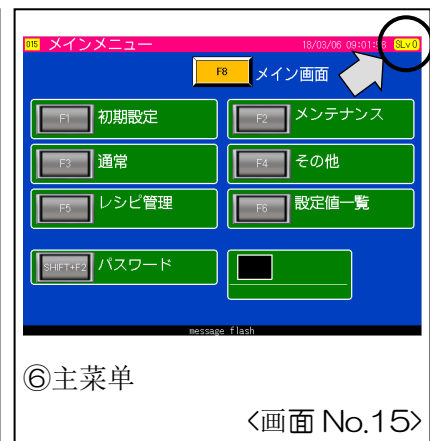 015 メインメニュー 18/03/06 09:01:58 SLv0
F8 メイン画面
F1 初期設定 F2 メンテナンス
F3 通常 F4 その他
F5 レシピ管理 F6 設定値一覧
SHIFT+F2 パスワード
message flash
⑥主菜单
<画面 No.15>